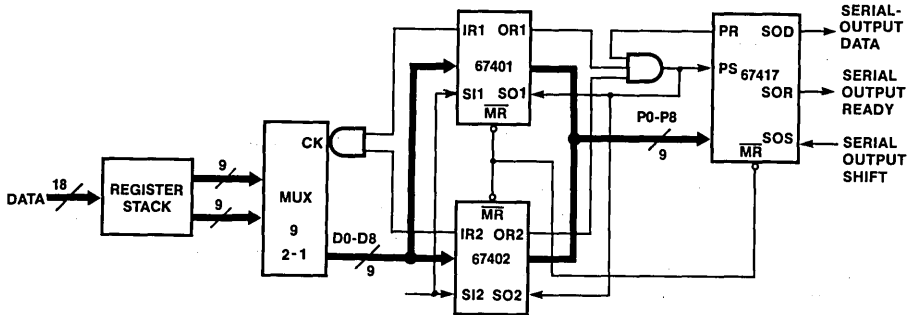 DATA
18
REGISTER
STACK
9
9
CK
MUX
9
2-1
D0-D8
9
IR1 OR1
67401
SI1 SO1
MR
MR
IR2 OR2
67402
SI2 SO2
P0-P8
9
PR SOD
PS 67417
SOR
SOS
MR
SERIAL-
OUTPUT
DATA
SERIAL
OUTPUT
READY
SERIAL
OUTPUT
SHIFT